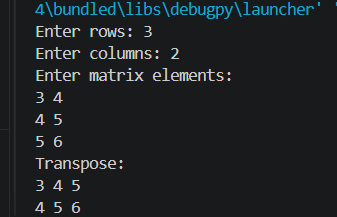 4\bundled\libs\debugpy\launcher' '
Enter rows: 3
Enter columns: 2
Enter matrix elements:
3 4
4 5
5 6
Transpose:
3 4 5
4 5 6